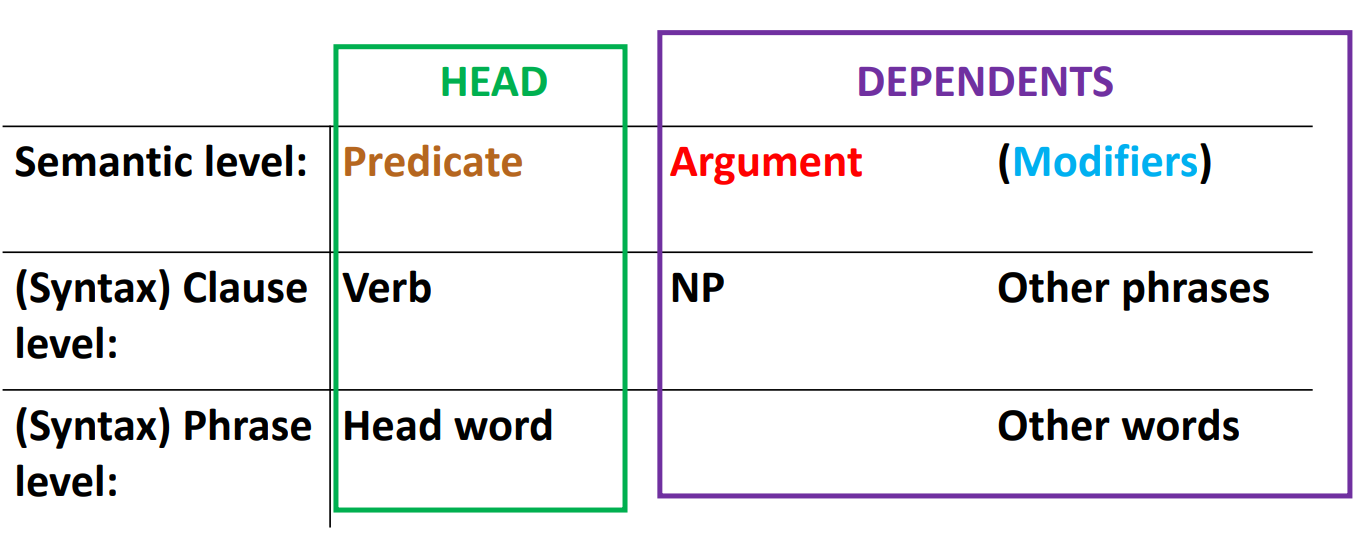 HEAD DEPENDENTS
Semantic level: Predicate Argument (Modifiers)
(Syntax) Clause Verb NP Other phrases
level:
(Syntax) Phrase Head word Other words
level: